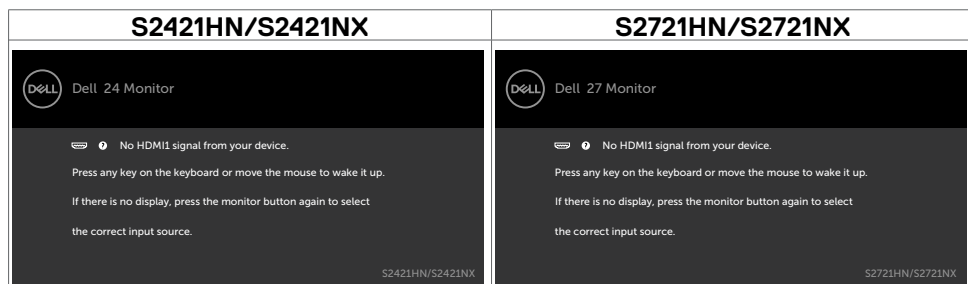 S2421HN/S2421NX
DELL Dell 24 Monitor
? No HDMI1 signal from your device.
Press any key on the keyboard or move the mouse to wake it up.
If there is no display, press the monitor button again to select
the correct input source.
S2421HN/S2421NX
S2721HN/S2721NX
DELL Dell 27 Monitor
? No HDMI1 signal from your device.
Press any key on the keyboard or move the mouse to wake it up.
If there is no display, press the monitor button again to select
the correct input source.
S2721HN/S2721NX